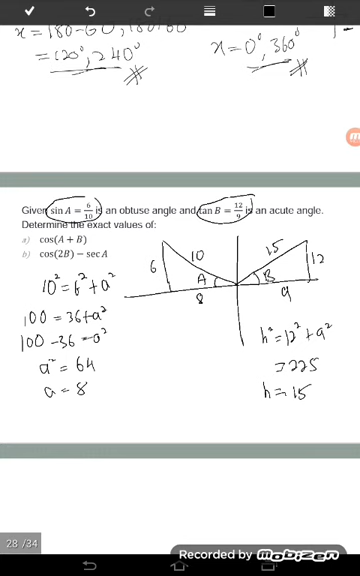 x = 180-60, 180+60
= 120°, 240°
x = 0°, 360°
Given sin A = 6/10 is an obtuse angle and tan B = 12/9 is an acute angle.
Determine the exact values of:
a) cos(A + B)
b) cos(2B) − sec A
6 10 A 8
15 12 B 9
10² = 6² + a²
100 = 36 + a²
100 - 36 = a²
a² = 64
a = 8
h² = 12² + 9²
= 225
h = 15
28 /34
Recorded by Mobizen